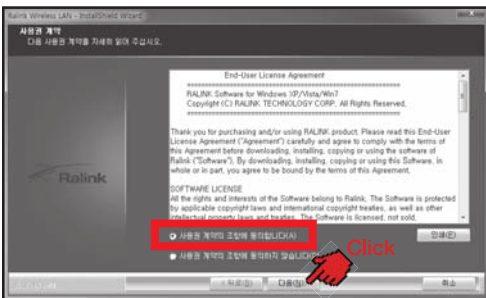 Ralink Wireless LAN - InstallShield Wizard
사용권 계약
다음 사용권 계약을 자세히 읽어 주십시오.
End-User License Agreement
RALINK Software for Windows XP/Vista/Win7
Copyright (C) RALINK TECHNOLOGY CORP. All Rights Reserved.
Thank you for purchasing and/or using RALINK product. Please read this End-User
License Agreement ("Agreement") carefully and agree to comply with the terms of
this Agreement before downloading, installing, copying or using the software of
Ralink ("Software"). By downloading, installing, copying or using this Software, in
whole or in part, you agree to be bound by the terms of this Agreement.
SOFTWARE LICENSE
All the rights and interests of the Software belong to Ralink. The Software is protected
by applicable copyright laws and international copyright treaties, as well as other
intellectual property laws and treaties. The Software is licensed, not sold.
Ralink
사용권 계약의 조항에 동의합니다(A)
인쇄(P)
사용권 계약의 조항에 동의하지 않습니다(D)
Click
InstallShield
< 뒤로(B)
다음(N)
취소